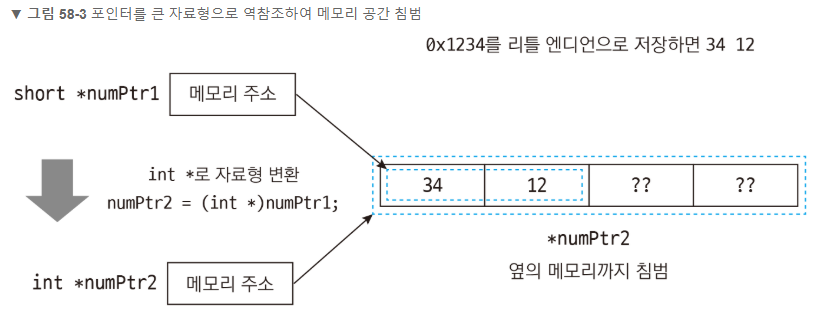 ▼ 그림 58-3 포인터를 큰 자료형으로 역참조하여 메모리 공간 침범
0x1234를 리틀 엔디언으로 저장하면 34 12
short *numPtr1
메모리 주소
int *로 자료형 변환
numPtr2 = (int *)numPtr1;
34
12
??
??
*numPtr2
옆의 메모리까지 침범
int *numPtr2
메모리 주소